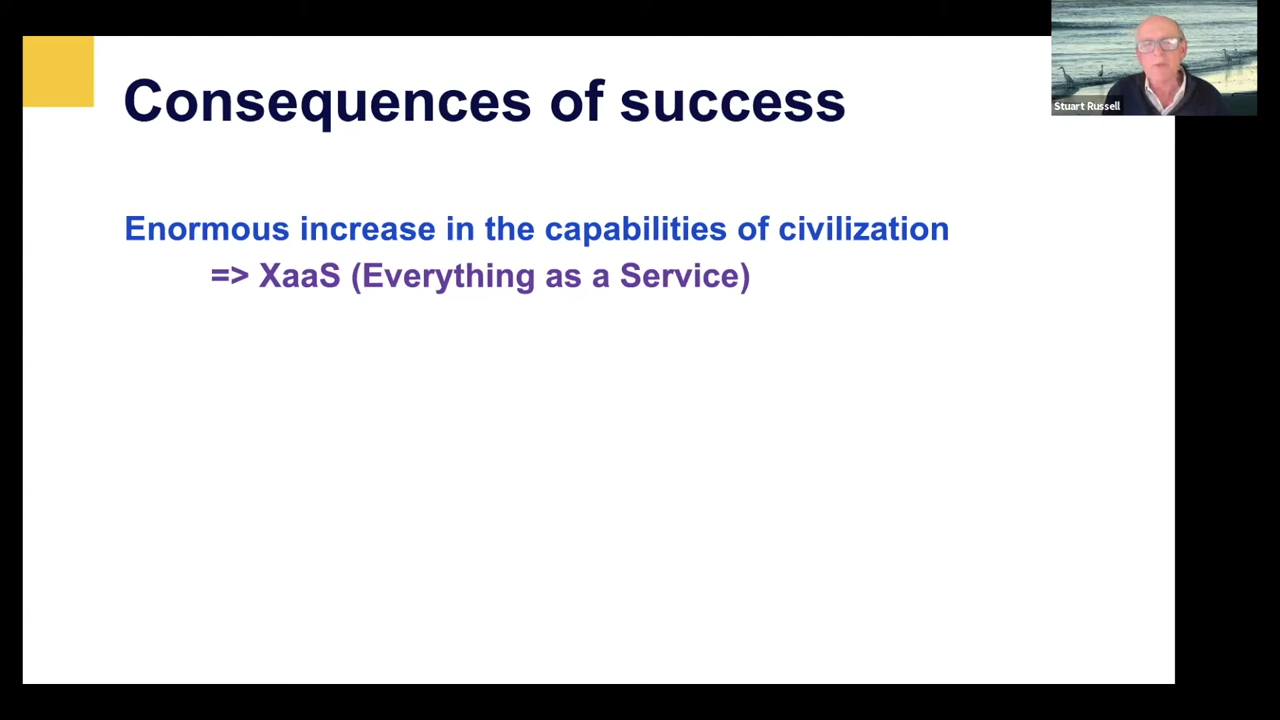 Consequences of success
Stuart Russell
Enormous increase in the capabilities of civilization
=> XaaS (Everything as a Service)